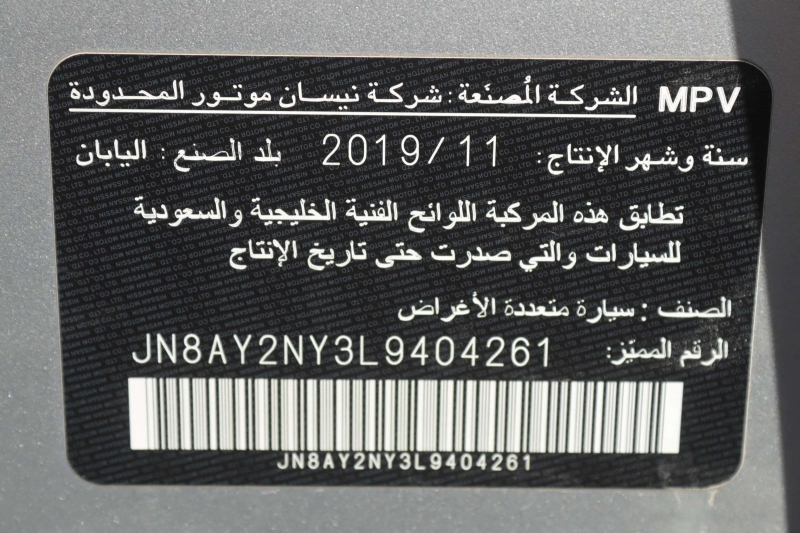 MPV الشركة المُصنّعة : شركة نيسان موتور المحدودة
سنة وشهر الإنتاج: 2019/11 بلد الصنع : اليابان
تطابق هذه المركبة اللوائح الفنية الخليجية والسعودية
للسيارات والتي صدرت حتى تاريخ الإنتاج
الصنف : سيارة متعددة الأغراض
الرقم المميّز: JN8AY2NY3L9404261
JN8AY2NY3L9404261